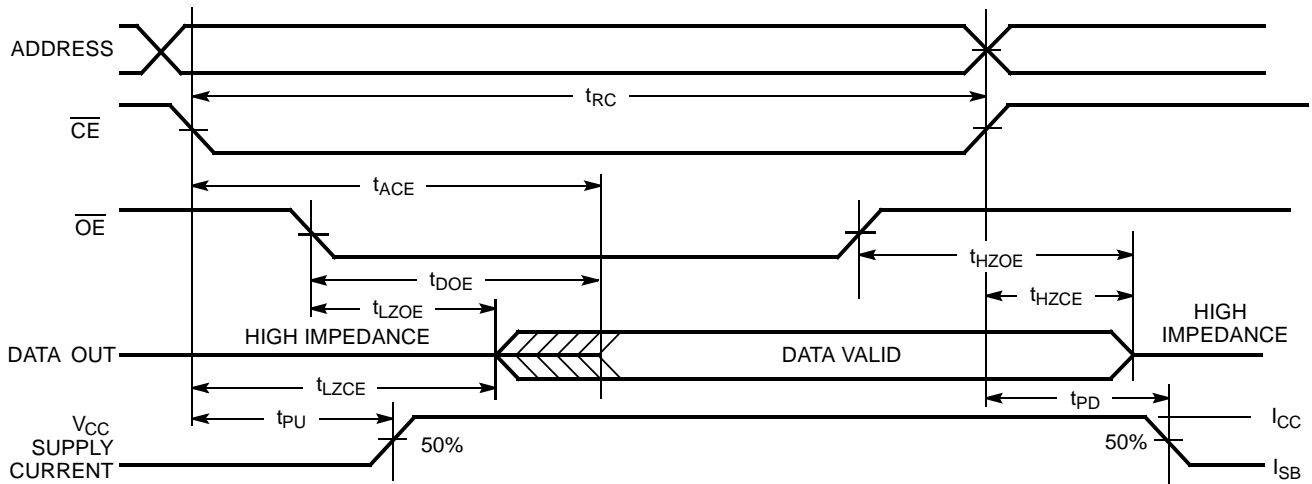 ADDRESS
tRC
CE
tACE
OE
tHZOE
tDOE
tHZCE
tLZOE
HIGH IMPEDANCE
HIGH
IMPEDANCE
DATA OUT
DATA VALID
tLZCE
tPU
tPD
VCC
SUPPLY
CURRENT
50%
50%
ICC
ISB